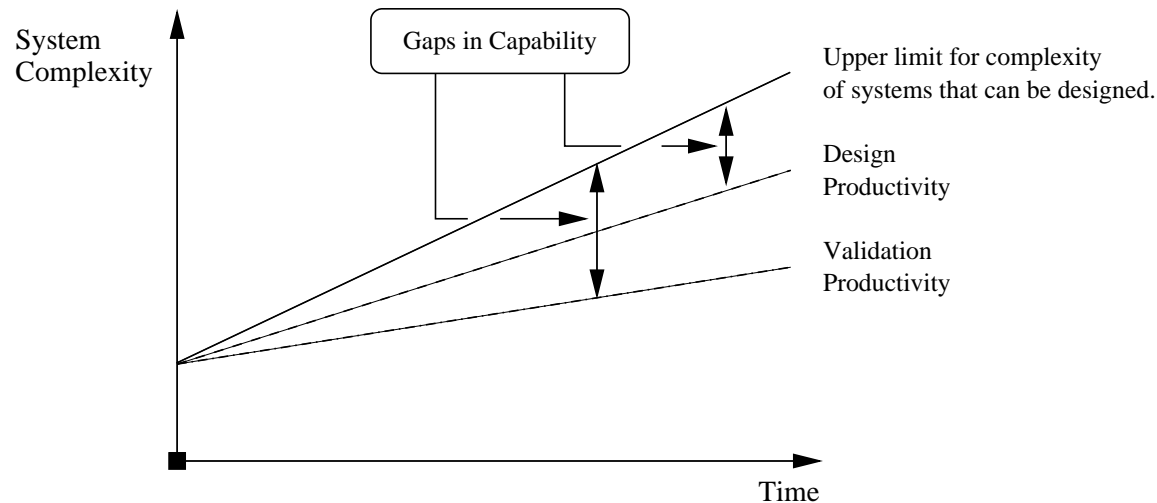 System
Complexity
Gaps in Capability
Upper limit for complexity
of systems that can be designed.
Design
Productivity
Validation
Productivity
Time